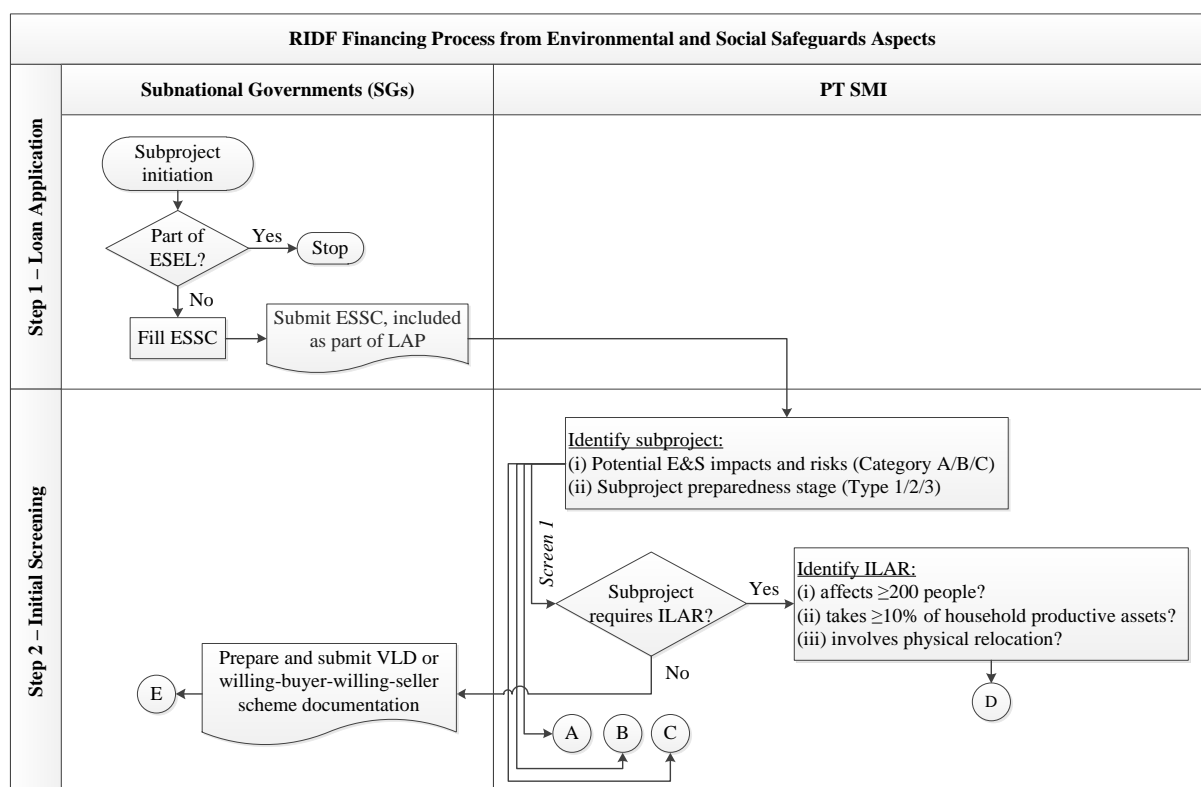 RIDF Financing Process from Environmental and Social Safeguards Aspects
Subnational Governments (SGs)
PT SMI
Step 1 – Loan Application
Subproject
initiation
Part of
ESEL?
Yes
Stop
No
Fill ESSC
Submit ESSC, included
as part of LAP
Step 2 – Initial Screening
Identify subproject:
(i) Potential E&S impacts and risks (Category A/B/C)
(ii) Subproject preparedness stage (Type 1/2/3)
Screen 1
Subproject
requires ILAR?
Yes
Identify ILAR:
(i) affects ≥200 people?
(ii) takes ≥10% of household productive assets?
(iii) involves physical relocation?
No
Prepare and submit VLD or
willing-buyer-willing-seller
scheme documentation
E
D
A
B
C